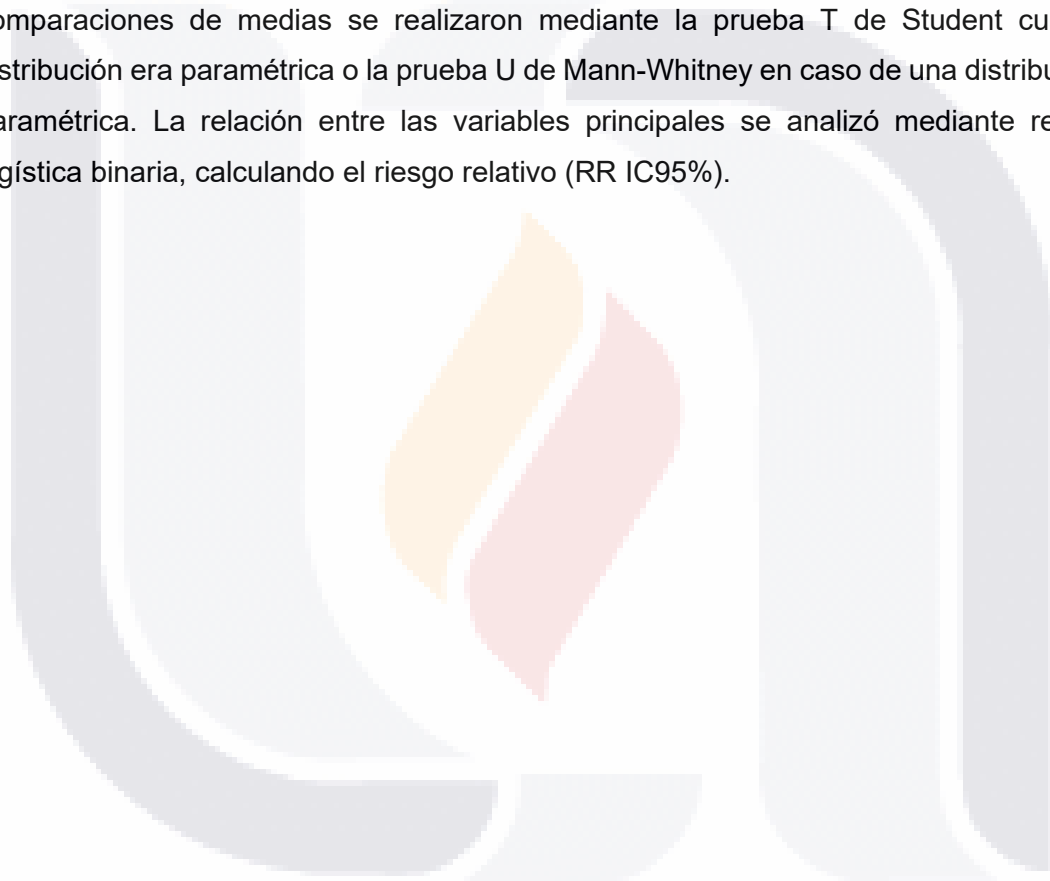 omparaciones de medias se realizaron mediante la prueba T de Student cu
stribución era paramétrica o la prueba U de Mann-Whitney en caso de una distribu
aramétrica. La relación entre las variables principales se analizó mediante re
gística binaria, calculando el riesgo relativo (RR IC95%).